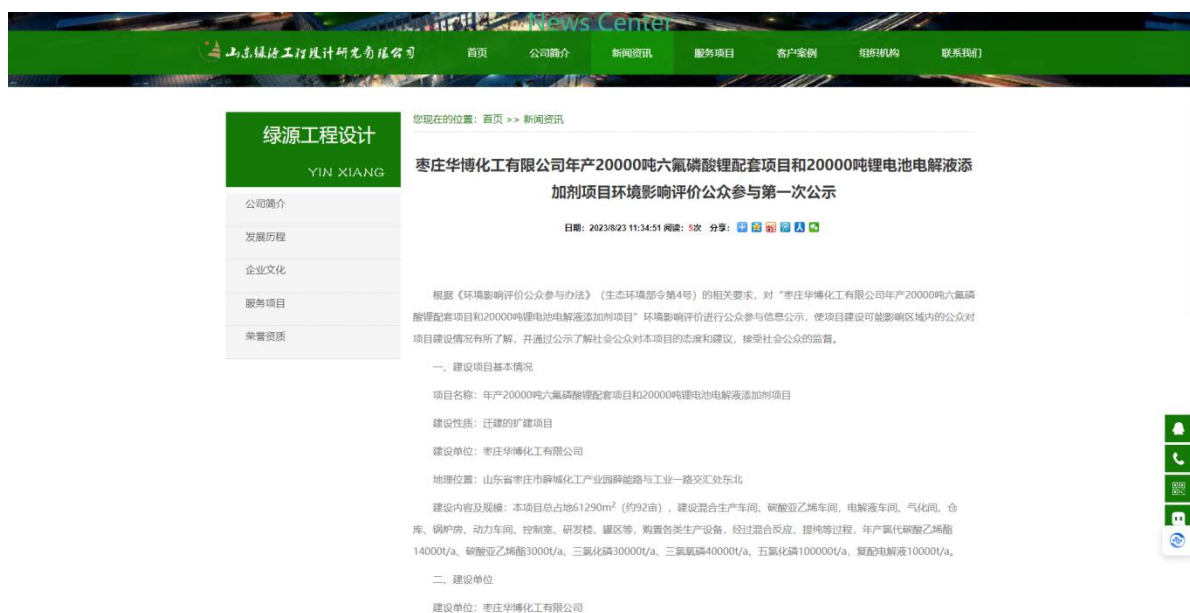 News Center
山东绿源工程设计研究有限公司 首页 公司简介 新闻资讯 服务项目 客户案例 组织机构 联系我们
您现在的位置：首页 >> 新闻资讯
绿源工程设计
YIN XIANG
公司简介
发展历程
企业文化
服务项目
荣誉资质
枣庄华博化工有限公司年产20000吨六氟磷酸锂配套项目和20000吨锂电池电解液添
加剂项目环境影响评价公众参与第一次公示
日期：2023/8/23 11:34:51 阅读：5次 分享：
根据《环境影响评价公众参与办法》（生态环境部令第4号）的相关要求，对“枣庄华博化工有限公司年产20000吨六氟磷
酸锂配套项目和20000吨锂电池电解液添加剂项目”环境影响评价进行公众参与信息公示，使项目建设可能影响区域内的公众对
项目建设情况有所了解，并通过公示了解社会公众对本项目的态度和建议，接受社会公众的监督。
一、建设项目基本情况
项目名称：年产20000吨六氟磷酸锂配套项目和20000吨锂电池电解液添加剂项目
建设性质：迁建的扩建项目
建设单位：枣庄华博化工有限公司
地理位置：山东省枣庄市薛城化工产业园薛能路与工业一路交汇处东北
建设内容及规模：本项目总占地61290m²（约92亩），建设混合生产车间、碳酸亚乙烯车间，电解液车间、气化间、仓
库、锅炉房、动力车间、控制室、研发楼、罐区等，购置各类生产设备，经过混合反应、提纯等过程，年产氯代碳酸乙烯酯
14000t/a、碳酸亚乙烯酯3000t/a、三氯化磷30000t/a、三氯氧磷40000t/a、五氯化磷100000t/a，复配电解液10000t/a。
二、建设单位
建设单位：枣庄华博化工有限公司